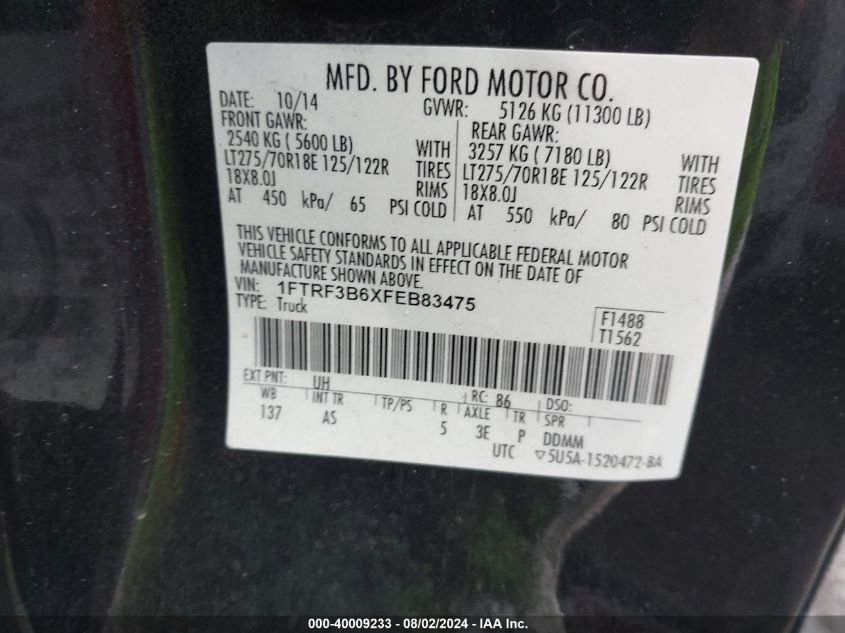 MFD. BY FORD MOTOR CO.
DATE: 10/14 GVWR: 5126 KG (11300 LB)
FRONT GAWR: REAR GAWR:
2540 KG ( 5600 LB) WITH 3257 KG ( 7180 LB) WITH
LT275/70R18E 125/122R TIRES LT275/70R18E 125/122R TIRES
18X8.0J RIMS 18X8.0J RIMS
AT 450 kPa/ 65 PSI COLD AT 550 kPa/ 80 PSI COLD
THIS VEHICLE CONFORMS TO ALL APPLICABLE FEDERAL MOTOR
VEHICLE SAFETY STANDARDS IN EFFECT ON THE DATE OF
MANUFACTURE SHOWN ABOVE.
VIN: 1FTRF3B6XFEB83475
TYPE: Truck
F1488
T1562
EXT PNT: UH RC: B6 DSO:
WB INT TR TP/PS R AXLE TR SPR
137 AS 5 3E P DDMM
UTC ▽5U5A-1520472-BA
000-40009233 - 08/02/2024 - IAA Inc.